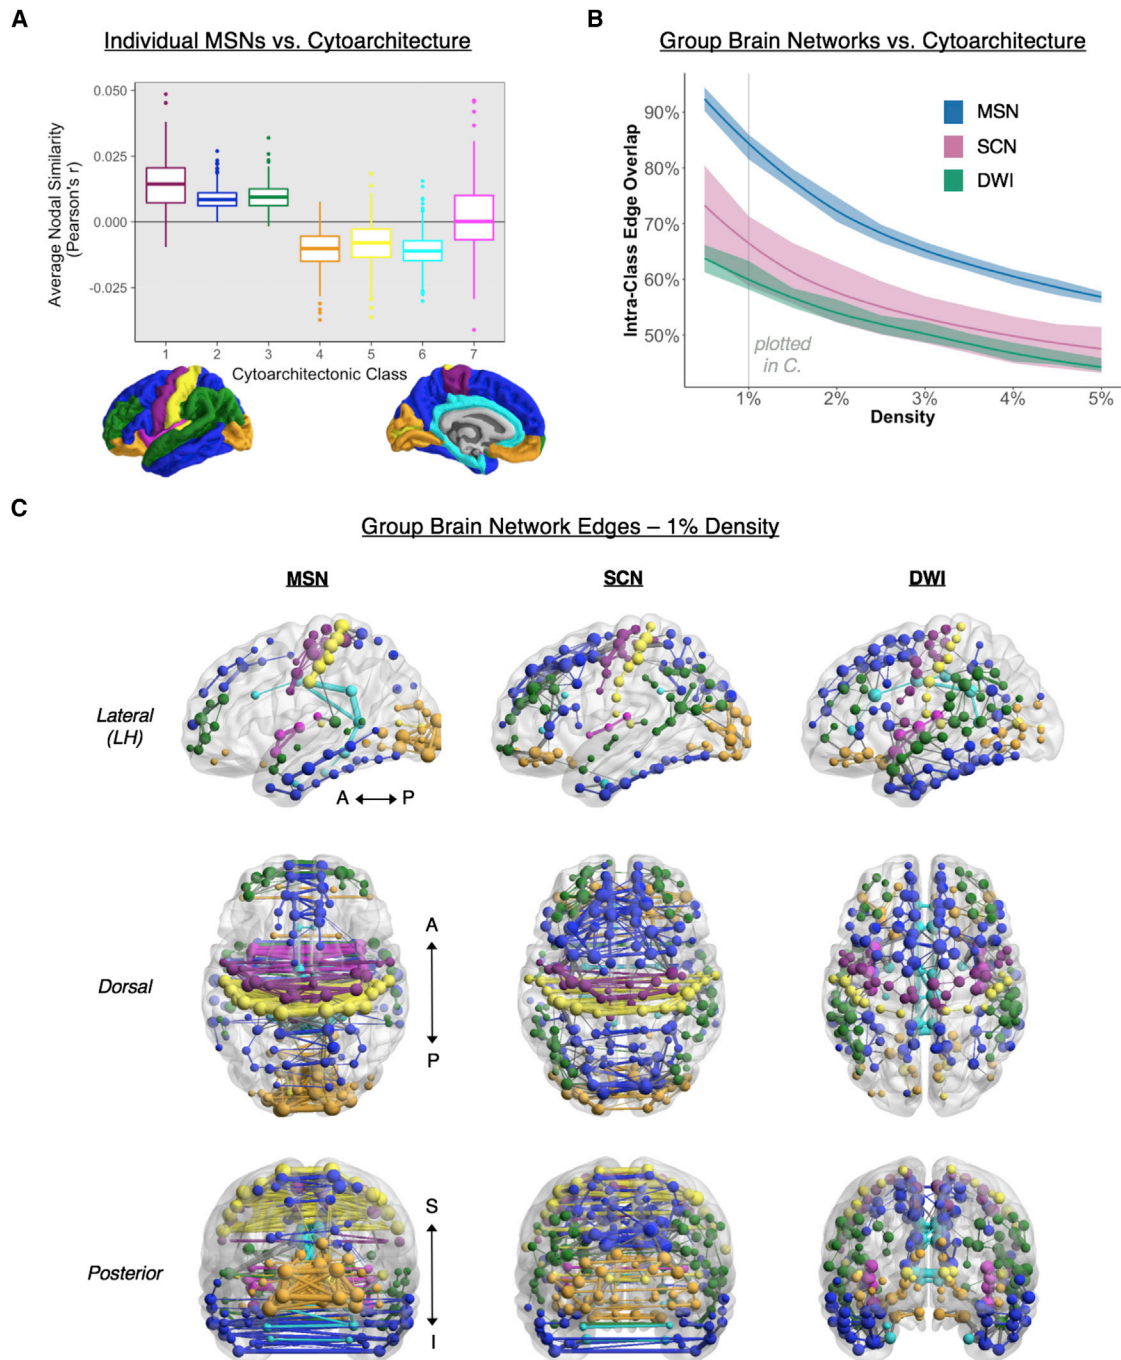 A
Individual MSNs vs. Cytoarchitecture
Average Nodal Similarity
(Pearson's r)
0.050
0.025
0.000
-0.025
1 2 3 4 5 6 7
Cytoarchitectonic Class
B
Group Brain Networks vs. Cytoarchitecture
Intra-Class Edge Overlap
90%
80%
70%
60%
50%
MSN
SCN
DWI
plotted
in C.
1% 2% 3% 4% 5%
Density
C
Group Brain Network Edges – 1% Density
MSN SCN DWI
Lateral
(LH)
A P
Dorsal
A
P
Posterior
S
I